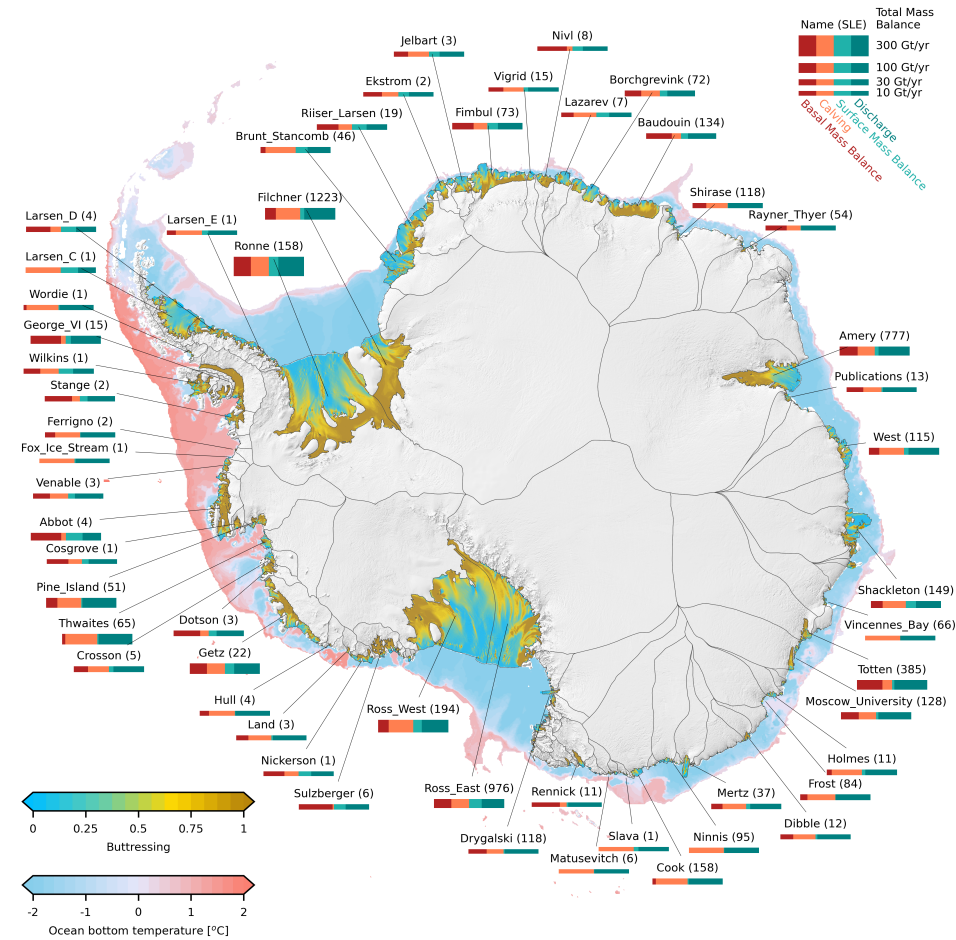 Total Mass
Balance
Name (SLE)
300 Gt/yr
100 Gt/yr
30 Gt/yr
10 Gt/yr
Basal Mass Balance
Calving
Surface Mass Balance
Discharge
Jelbart (3)
Nivl (8)
Ekstrom (2)
Vigrid (15)
Borchgrevink (72)
Riiser_Larsen (19)
Fimbul (73)
Lazarev (7)
Brunt_Stancomb (46)
Baudouin (134)
Filchner (1223)
Shirase (118)
Larsen_D (4)
Larsen_E (1)
Rayner_Thyer (54)
Ronne (158)
Larsen_C (1)
Wordie (1)
George_VI (15)
Amery (777)
Wilkins (1)
Publications (13)
Stange (2)
Ferrigno (2)
West (115)
Fox_Ice_Stream (1)
Venable (3)
Abbot (4)
Cosgrove (1)
Pine_Island (51)
Shackleton (149)
Thwaites (65)
Dotson (3)
Vincennes_Bay (66)
Crosson (5)
Getz (22)
Totten (385)
Hull (4)
Ross_West (194)
Moscow_University (128)
Land (3)
Nickerson (1)
Holmes (11)
Sulzberger (6)
Ross_East (976)
Rennick (11)
Mertz (37)
Frost (84)
Dibble (12)
Drygalski (118)
Slava (1)
Ninnis (95)
Matusevitch (6)
Cook (158)
0 0.25 0.5 0.75 1
Buttressing
-2 -1 0 1 2
Ocean bottom temperature [°C]